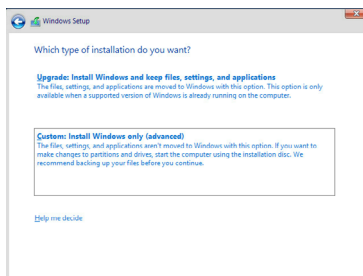 Windows Setup
Which type of installation do you want?
Upgrade: Install Windows and keep files, settings, and applications
The files, settings, and applications are moved to Windows with this option. This option is only
available when a supported version of Windows is already running on the computer.
Custom: Install Windows only (advanced)
The files, settings, and applications aren't moved to Windows with this option. If you want to
make changes to partitions and drives, start the computer using the installation disc. We
recommend backing up your files before you continue.
Help me decide